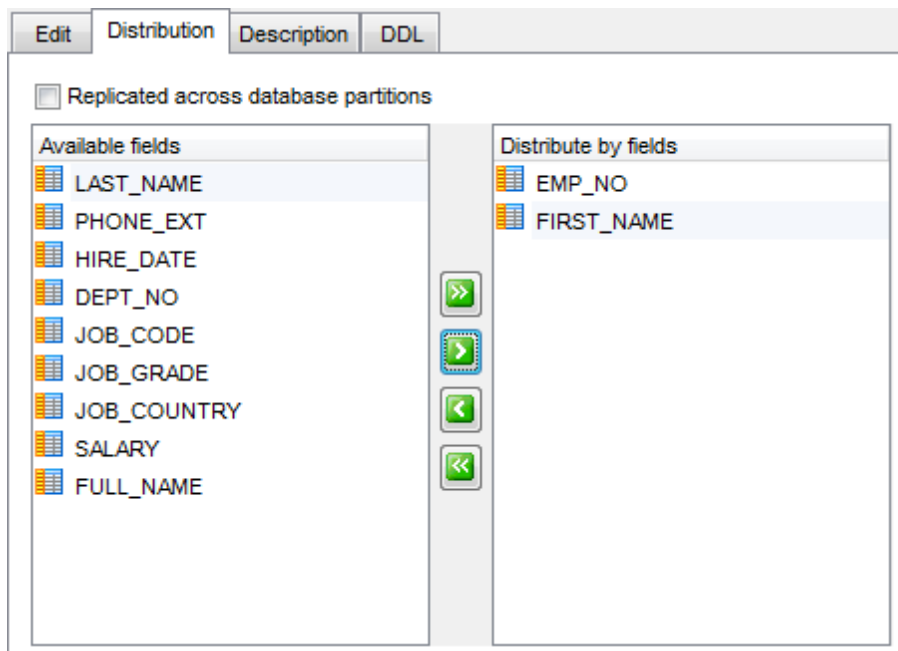 Edit Distribution Description DDL
Replicated across database partitions
Available fields
LAST_NAME
PHONE_EXT
HIRE_DATE
DEPT_NO
JOB_CODE
JOB_GRADE
JOB_COUNTRY
SALARY
FULL_NAME
Distribute by fields
EMP_NO
FIRST_NAME